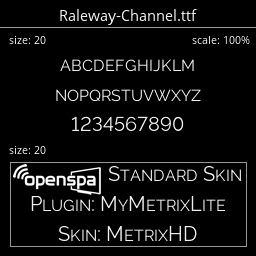 Raleway-Channel.ttf
size: 20 scale: 100%
ABCDEFGHIJKLM
NOPQRSTUVWXYZ
1234567890
size: 20
openspa Standard Skin
Plugin: MyMetrixLite
Skin: MetrixHD